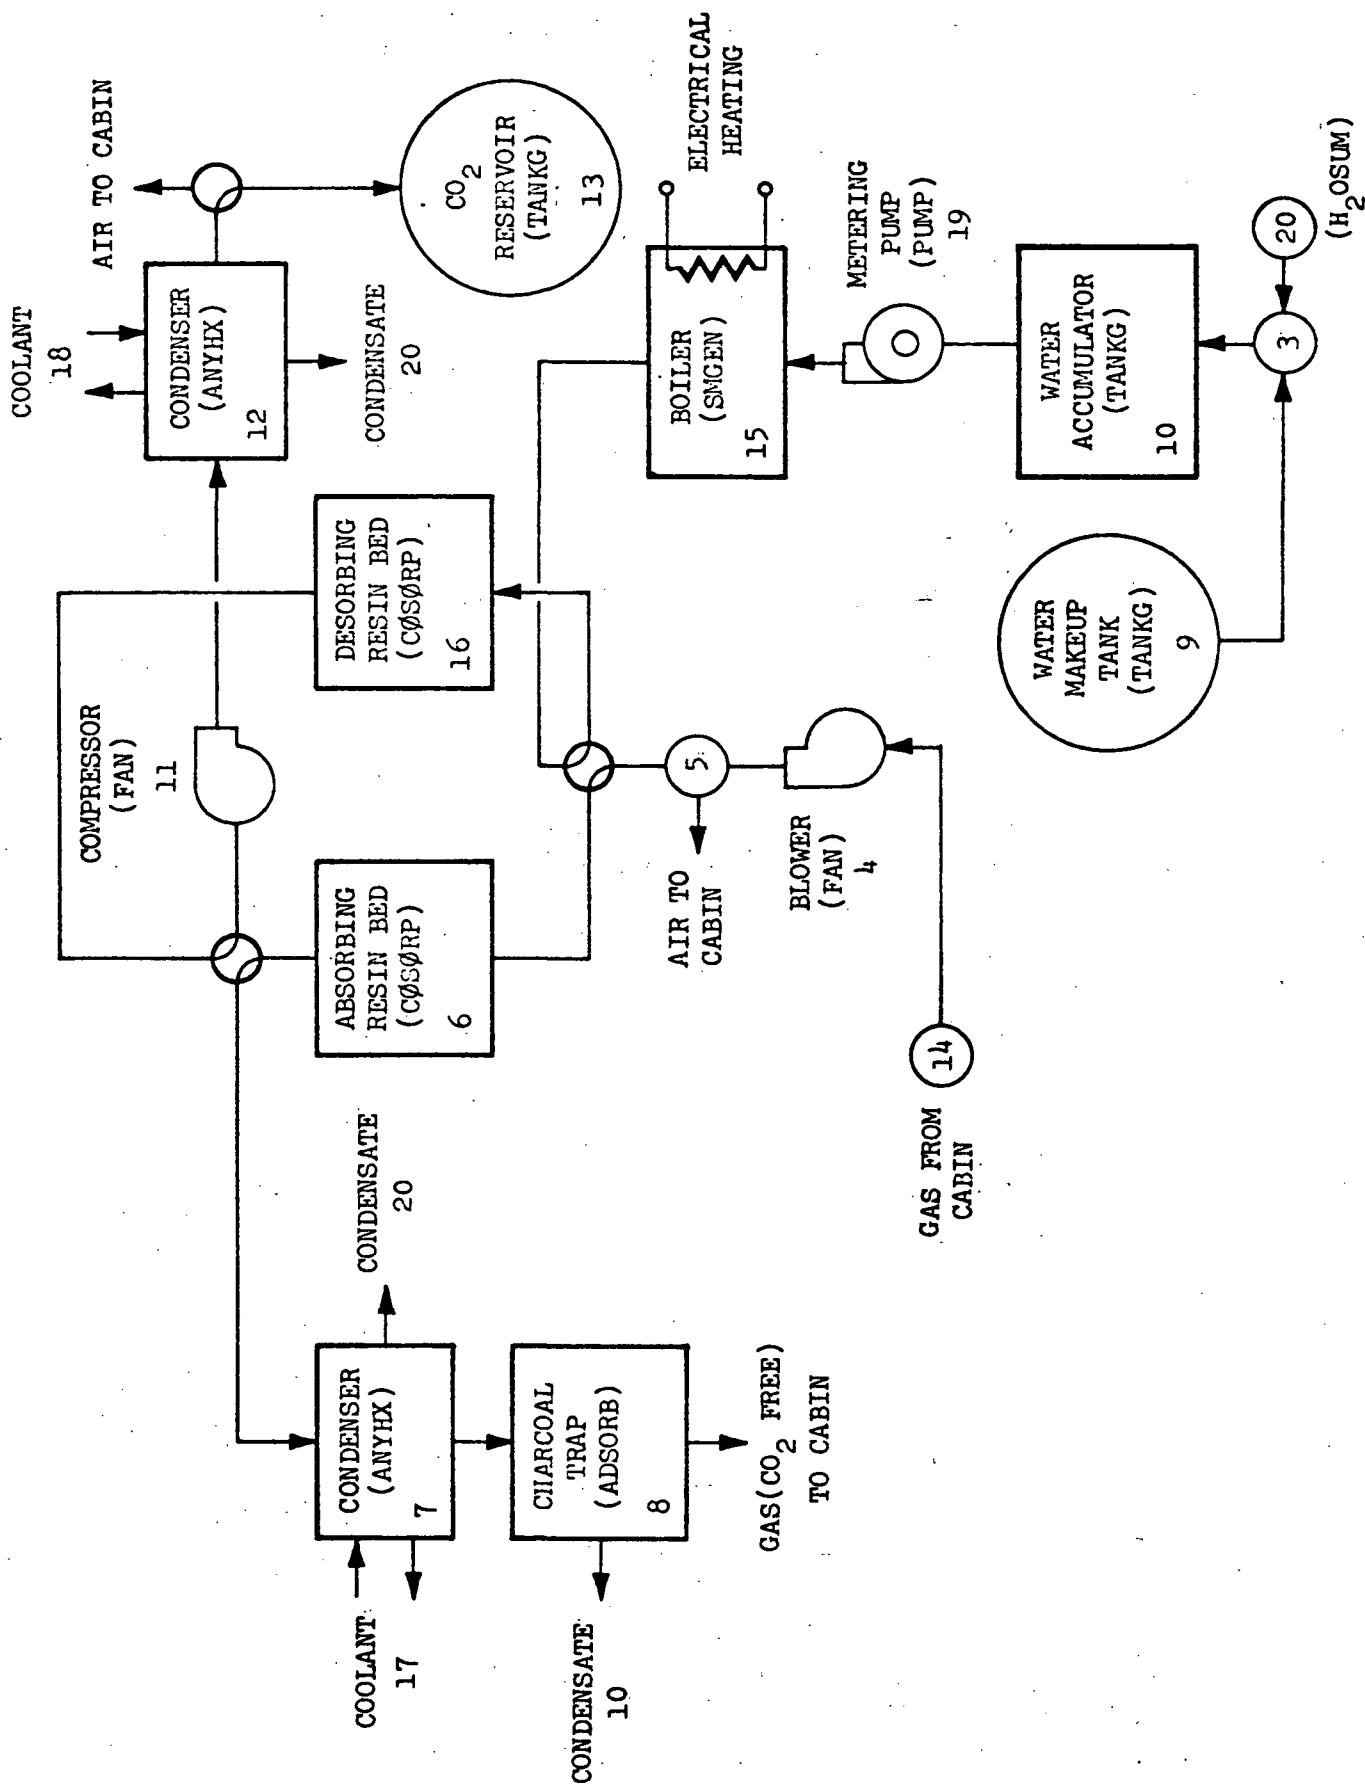 COOLANT
17
CONDENSER
(ANYHX)
7
CONDENSATE
20
CHARCOAL
TRAP
(ADSORB)
8
CONDENSATE
10
GAS(CO2 FREE)
TO CABIN
COMPRESSOR
(FAN)
11
ABSORBING
RESIN BED
(CØSØRP)
6
DESORBING
RESIN BED
(CØSØRP)
16
COOLANT
18
CONDENSER
(ANYHX)
12
CONDENSATE
20
AIR TO CABIN
CO2
RESERVOIR
(TANKG)
13
AIR TO
CABIN
5
BLOWER
(FAN)
4
GAS FROM
CABIN
14
BOILER
(SMGEN)
15
ELECTRICAL
HEATING
METERING
PUMP
(PUMP)
19
WATER
ACCUMULATOR
(TANKG)
10
WATER
MAKEUP
TANK
(TANKG)
9
3
20
(H2OSUM)